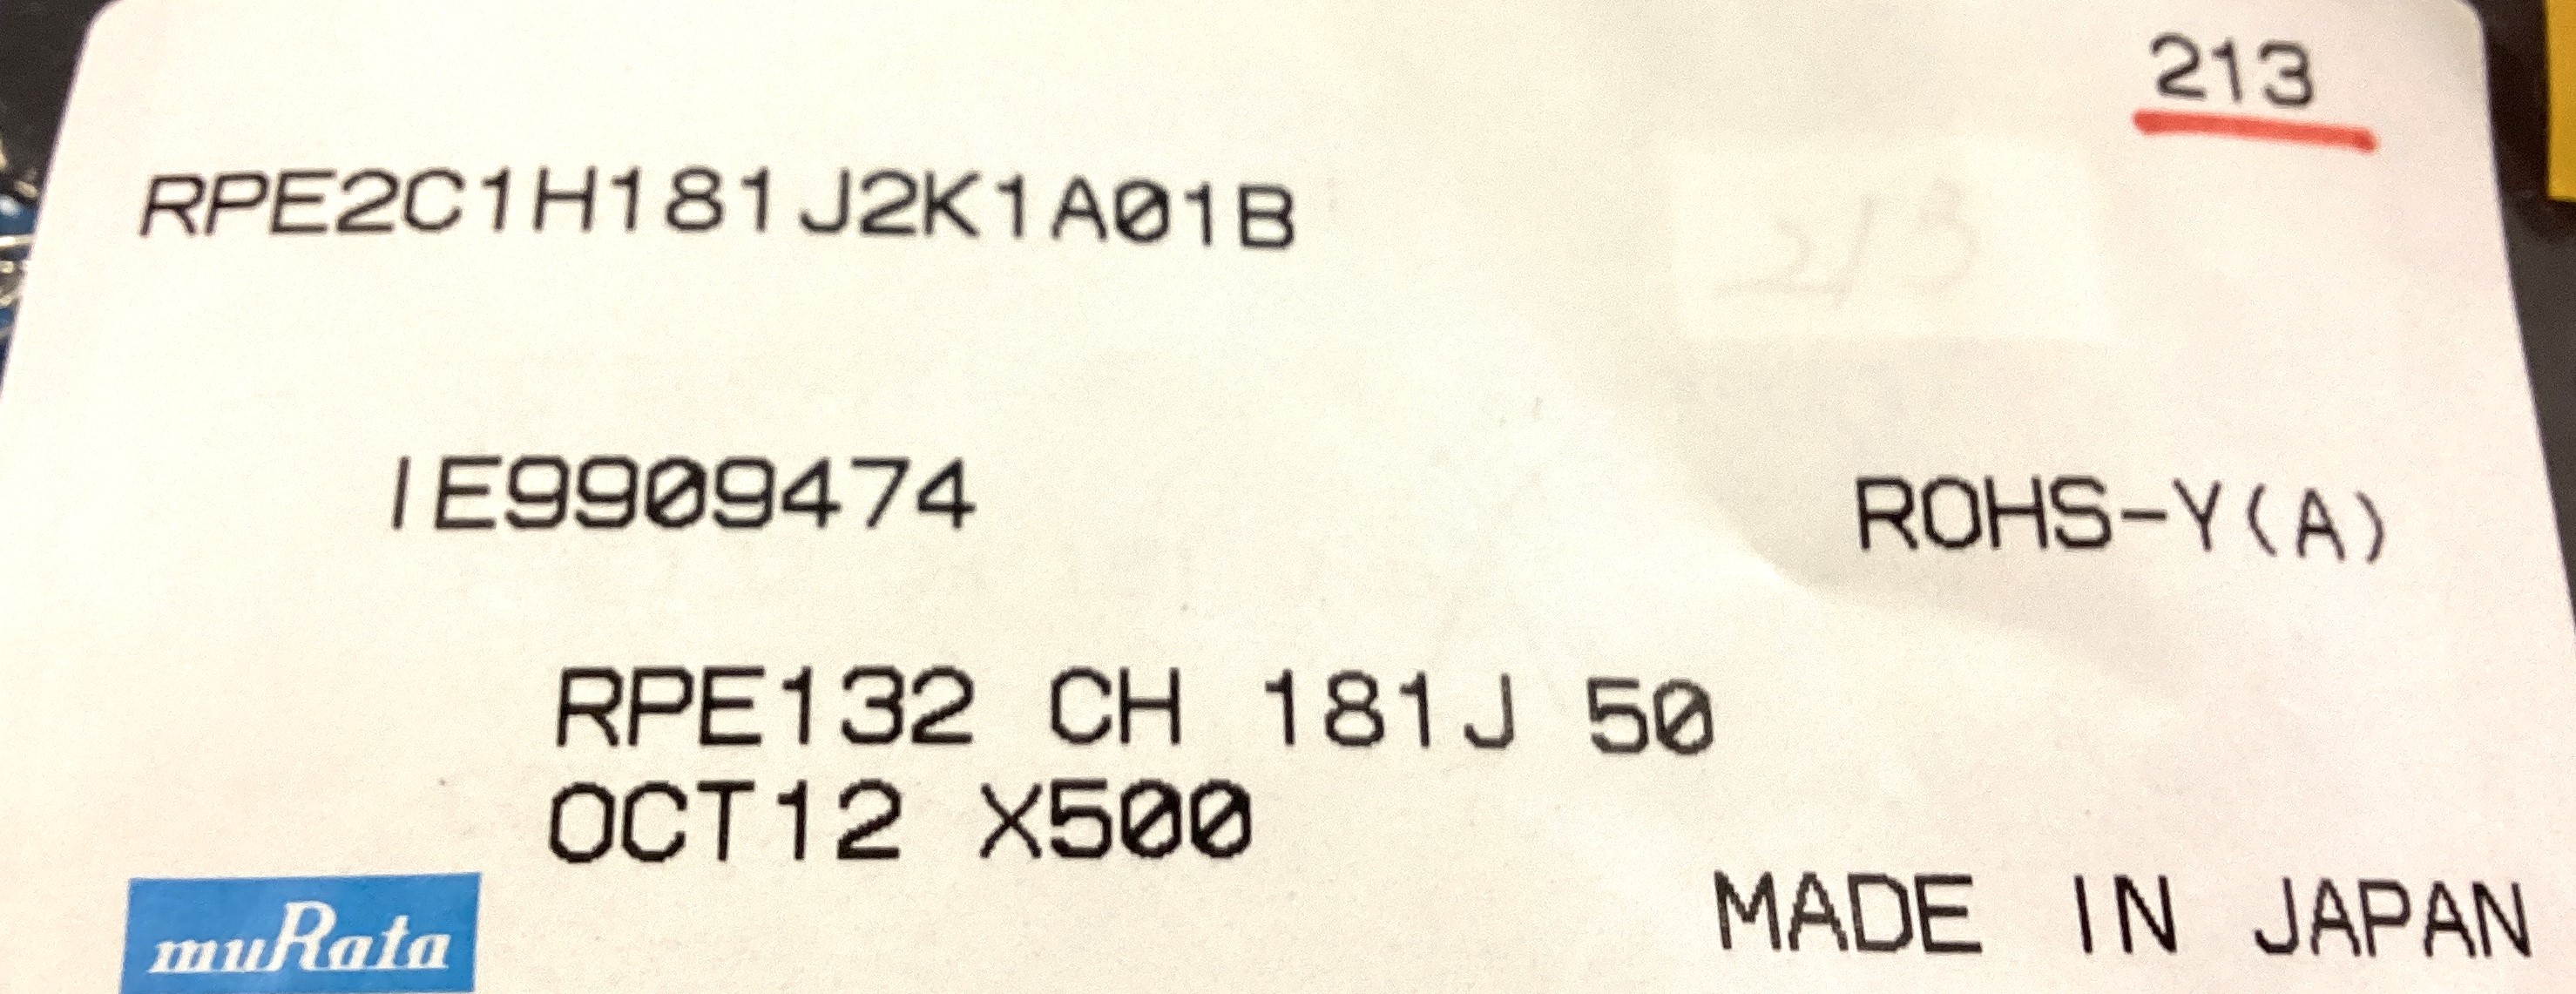 213
RPE2C1H181J2K1A01B
213
IE9909474
ROHS-Y(A)
RPE132 CH 181J 50
OCT12 X500
muRata
MADE IN JAPAN